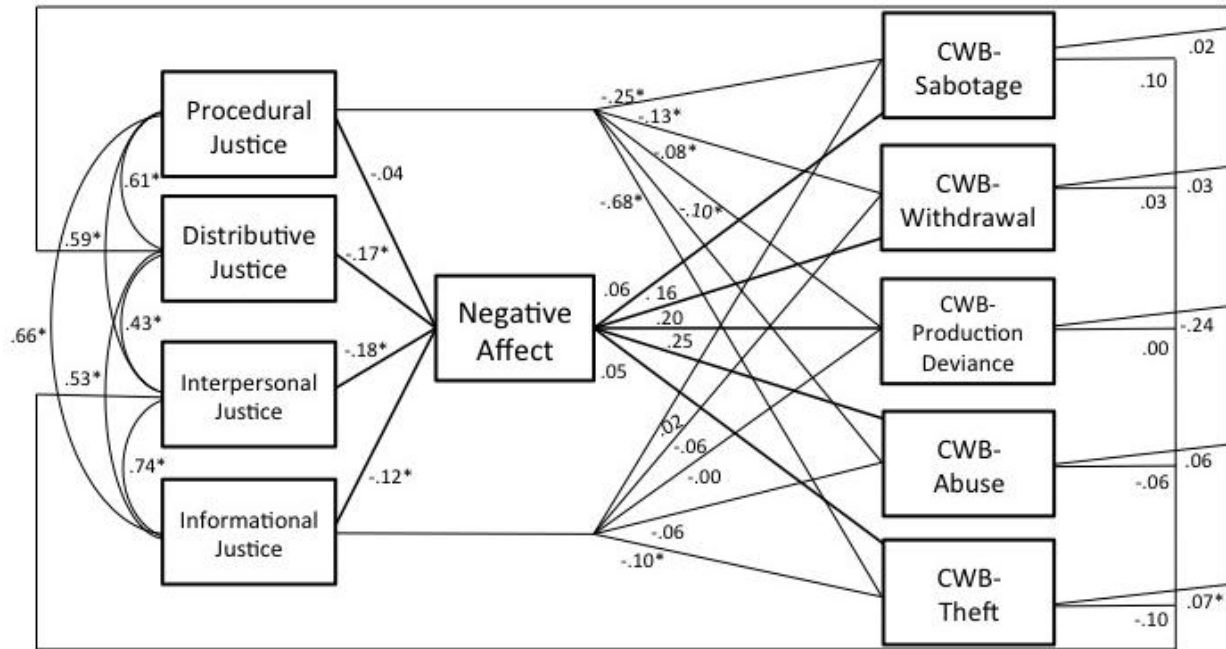 Procedural
Justice
Distributive
Justice
Interpersonal
Justice
Informational
Justice
.61*
.59*
.43*
.66*
.53*
.74*
-.04
-.17*
-.18*
-.12*
Negative
Affect
-.25*
-.13*
-.08*
-.10*
-.68*
.06
.16
.20
.25
.05
.02
-.06
-.00
-.06
-.10*
CWB-
Sabotage
CWB-
Withdrawal
CWB-
Production
Deviance
CWB-
Abuse
CWB-
Theft
.02
.10
.03
.03
-.24
.00
.06
-.06
.07*
-.10